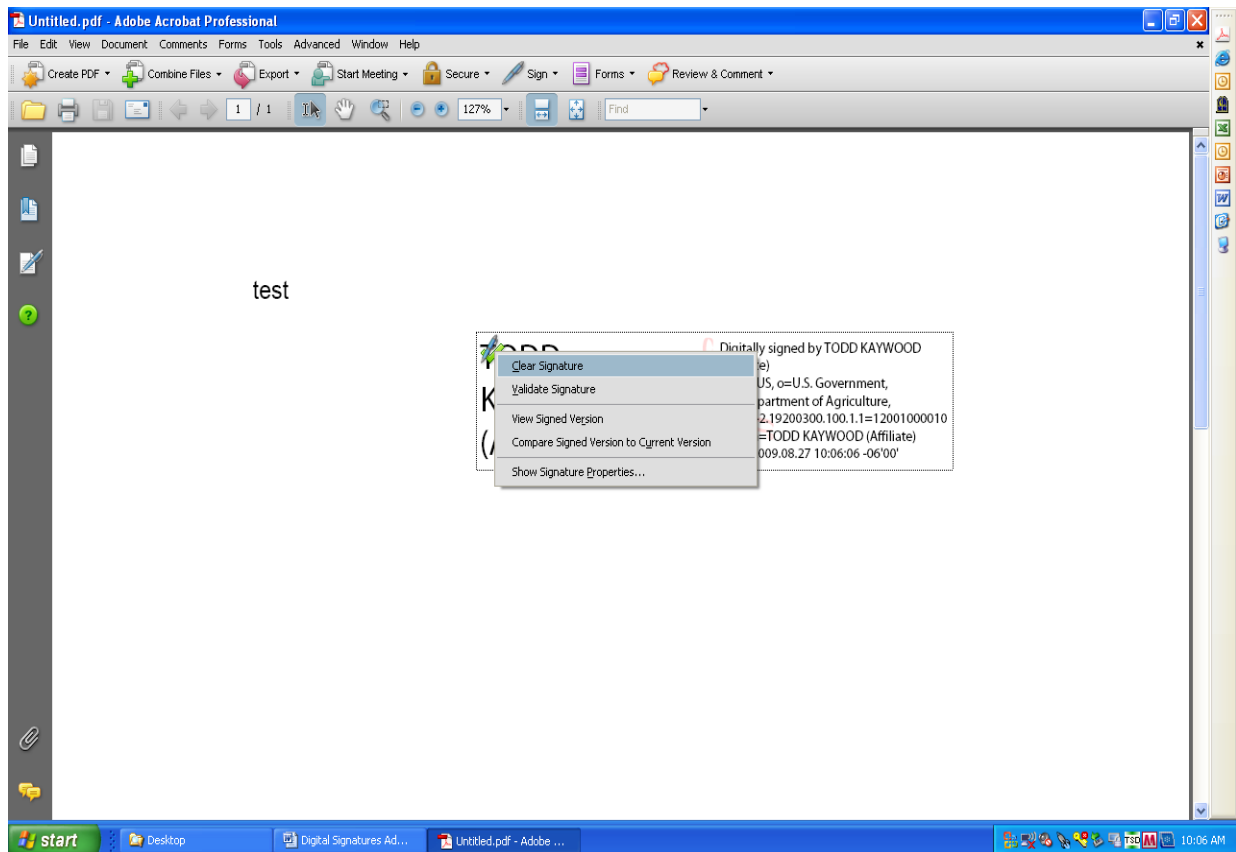 Untitled.pdf - Adobe Acrobat Professional
File Edit View Document Comments Forms Tools Advanced Window Help
Create PDF Combine Files Export Start Meeting Secure Sign Forms Review & Comment
1 / 1 127% Find
test
TODD
K
(A
Digitally signed by TODD KAYWOOD
e)
US, o=U.S. Government,
partment of Agriculture,
2.19200300.100.1.1=12001000010
=TODD KAYWOOD (Affiliate)
009.08.27 10:06:06 -06'00'
Clear Signature
Validate Signature
View Signed Version
Compare Signed Version to Current Version
Show Signature Properties...
start Desktop Digital Signatures Ad... Untitled.pdf - Adobe ... TSD 10:06 AM